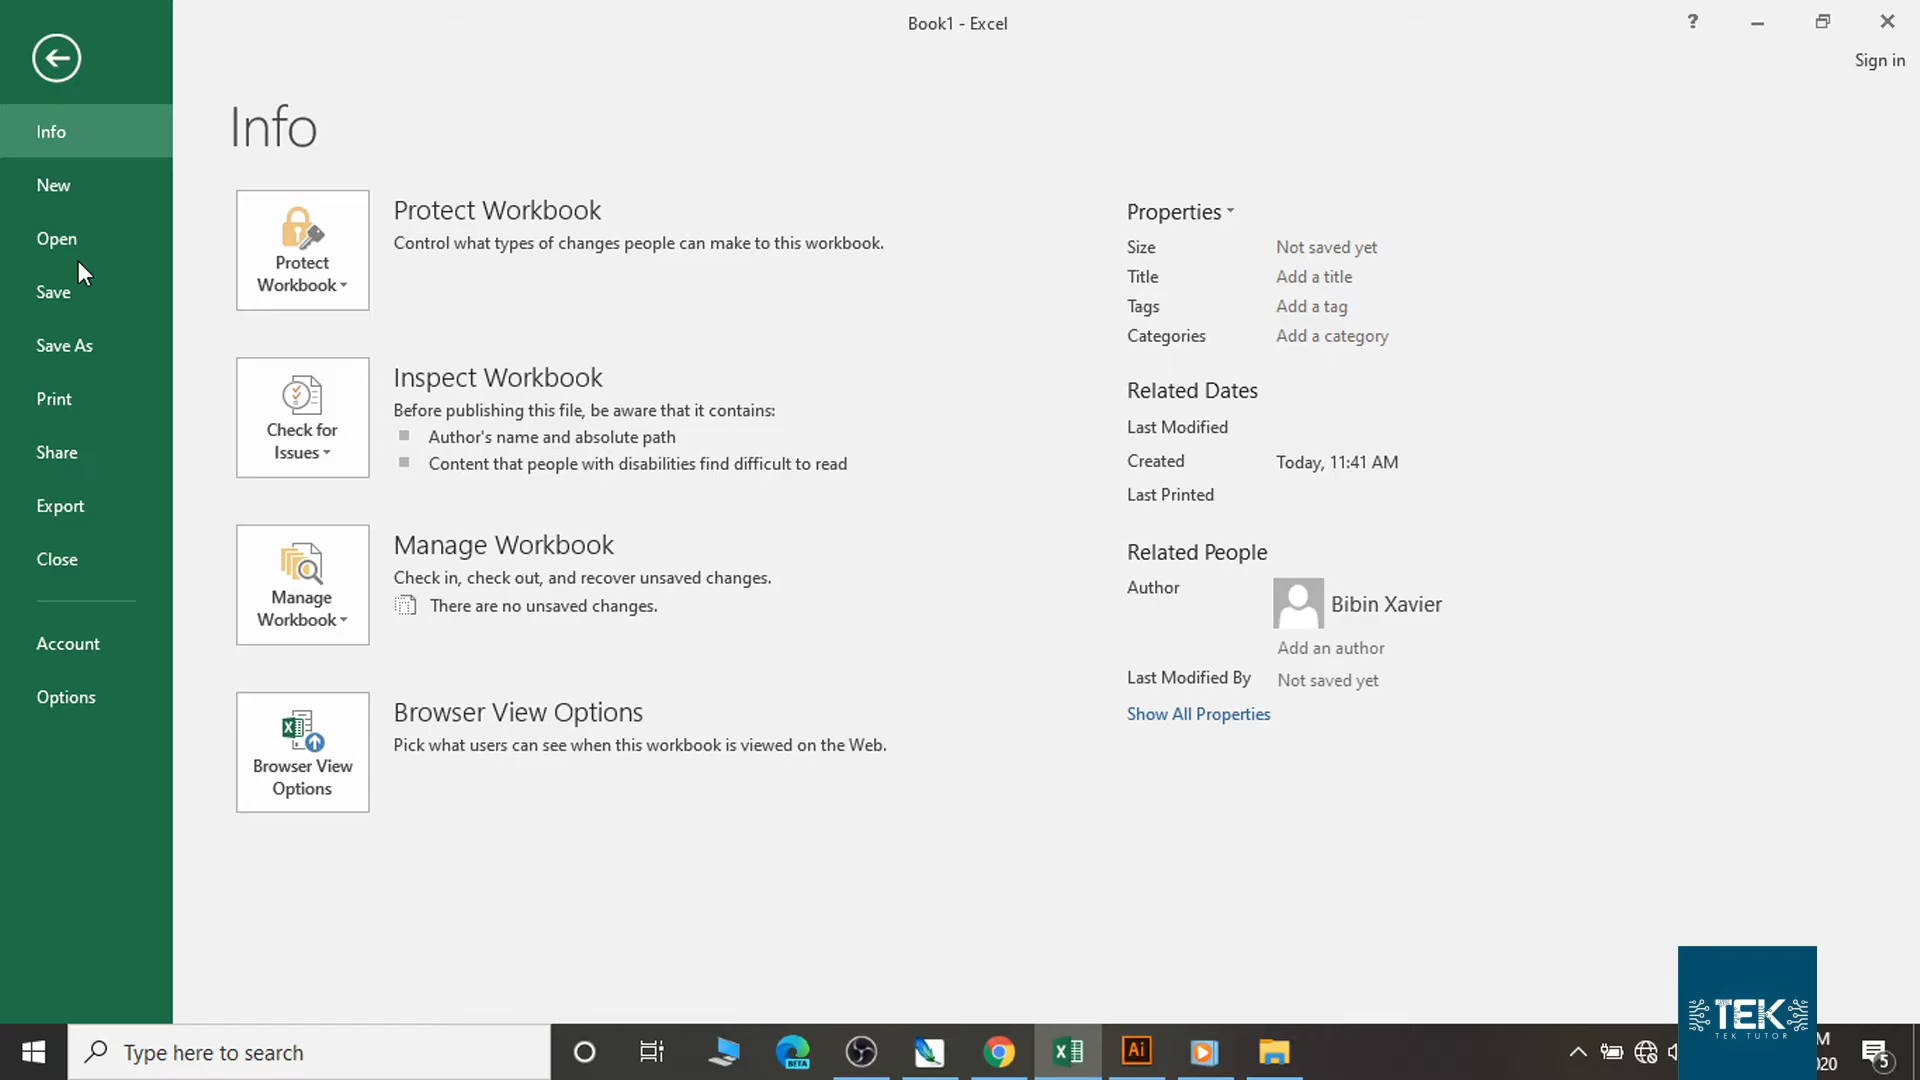 Book1 - Excel
?
Sign in
Info
New
Open
Save
Save As
Print
Share
Export
Close
Account
Options
Info
Protect
Workbook
Protect Workbook
Control what types of changes people can make to this workbook.
Check for
Issues
Inspect Workbook
Before publishing this file, be aware that it contains:
Author's name and absolute path
Content that people with disabilities find difficult to read
Manage
Workbook
Manage Workbook
Check in, check out, and recover unsaved changes.
There are no unsaved changes.
Browser View
Options
Browser View Options
Pick what users can see when this workbook is viewed on the Web.
Properties
Size Not saved yet
Title Add a title
Tags Add a tag
Categories Add a category
Related Dates
Last Modified
Created Today, 11:41 AM
Last Printed
Related People
Author Bibin Xavier
Add an author
Last Modified By Not saved yet
Show All Properties
TEK
TEK TUTOR
Type here to search
BETA
Ai
M
020
5